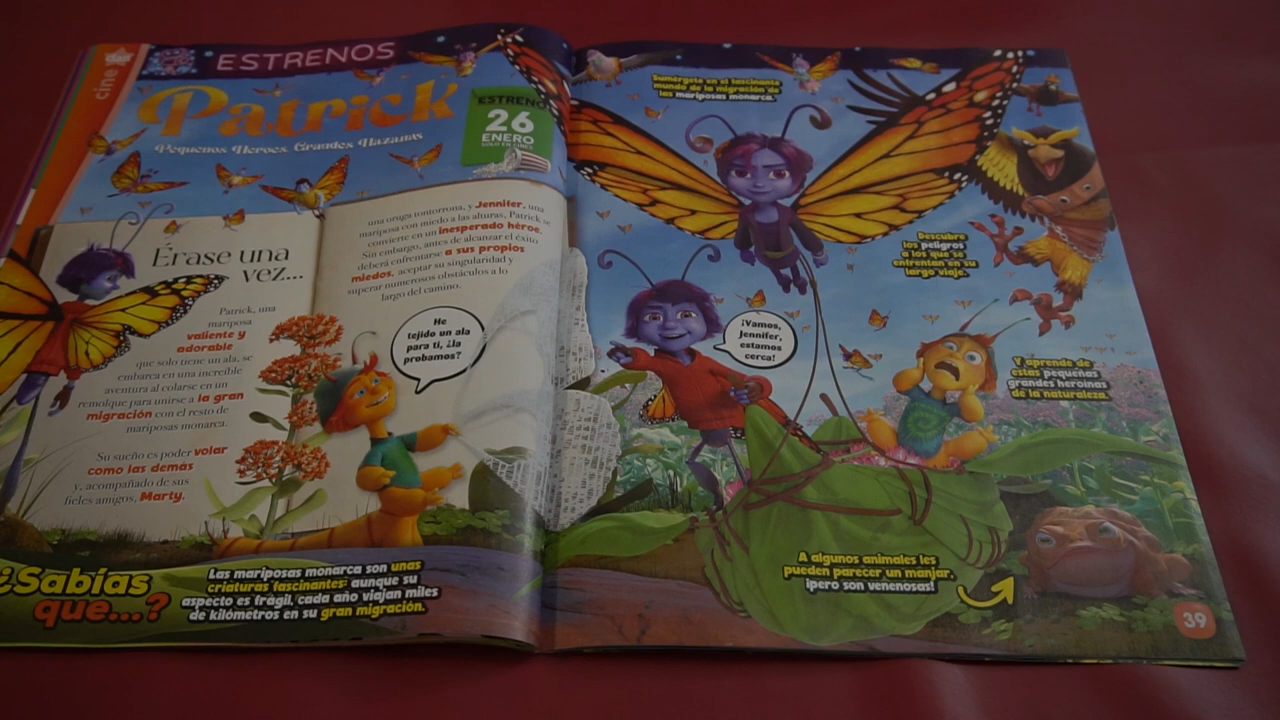 cine
ESTRENOS
Patrick
Pequeños Héroes, Grandes Hazañas
ESTRENO
26
ENERO
SOLO EN CINES
Érase una
vez...
Patrick, una
mariposa
valiente y
adorable
que solo tiene un ala, se
embarca en una increíble
aventura al colarse en un
remolque para unirse a la gran
migración con el resto de
mariposas monarca.
Su sueño es poder volar
como las demás
y, acompañado de sus
fieles amigos, Marty,
una oruga tontorrona, y Jennifer, una
mariposa con miedo a las alturas, Patrick se
convierte en un inesperado héroe.
Sin embargo, antes de alcanzar el éxito
deberá enfrentarse a sus propios
miedos, aceptar su singularidad y
superar numerosos obstáculos a lo
largo del camino.
He
tejido un ala
para ti, ¿la
probamos?
¿Sabías
que...?
Las mariposas monarca son unas
criaturas fascinantes: aunque su
aspecto es frágil, cada año viajan miles
de kilómetros en su gran migración.
Sumérgete en el fascinante
mundo de la migración de
las mariposas monarca.
Descubre
los peligros
a los que se
enfrentan en su
largo viaje.
¡Vamos,
Jennifer,
estamos
cerca!
Y aprende de
estas pequeñas
grandes heroínas
de la naturaleza.
A algunos animales les
pueden parecer un manjar,
¡pero son venenosas!
39